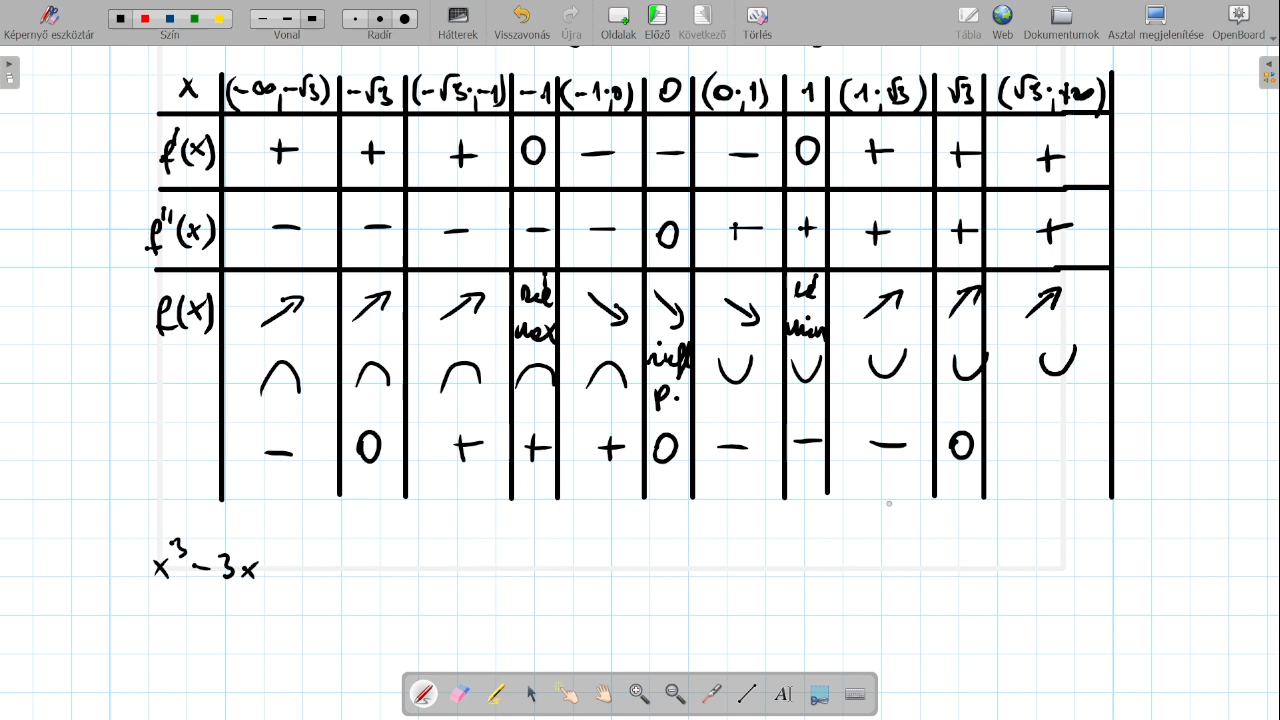 Képernyő eszköztár Szín Vonal Radír Hátterek Visszavonás Újra Oldalak Előző Következő Törlés Tábla Web Dokumentumok Asztal megjelenítése OpenBoard
x (-∞,-√3) -√3 (-√3;-1) -1 (-1;0) 0 (0;1) 1 (1;√3) √3 (√3;+∞)
f'(x) + + + 0 - - - 0 + + +
f''(x) - - - - - 0 + + + + +
f(x) ↗ ↗ ↗ ↘ ↘ ↘ ↗ ↗ ↗
max min
∩ ∩ ∩ ∩ ∩ infl ∪ ∪ ∪ ∪ ∪
p.
- 0 + + + 0 - - - 0
x³-3x